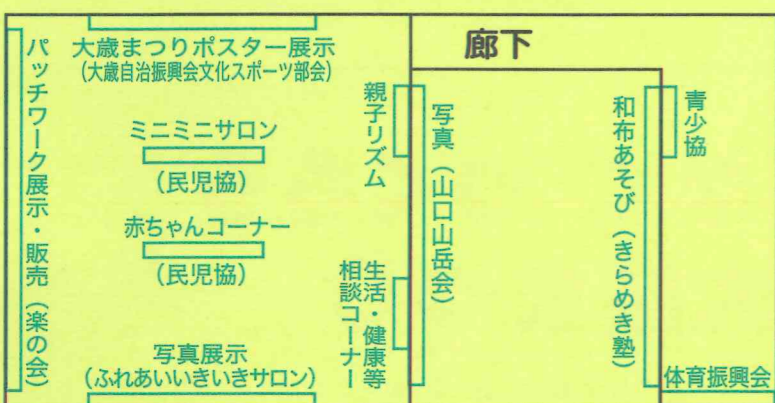 廊下
大歳まつりポスター展示
(大歳自治振興会文化スポーツ部会)
パッチワーク展示・販売（楽の会）
ミニミニサロン
(民児協)
赤ちゃんコーナー
(民児協)
写真展示
(ふれあいいきいきサロン)
親子リズム
生活・健康等
相談コーナー
写真（山口山岳会）
和布あそび（きらめき塾）
青少協
体育振興会